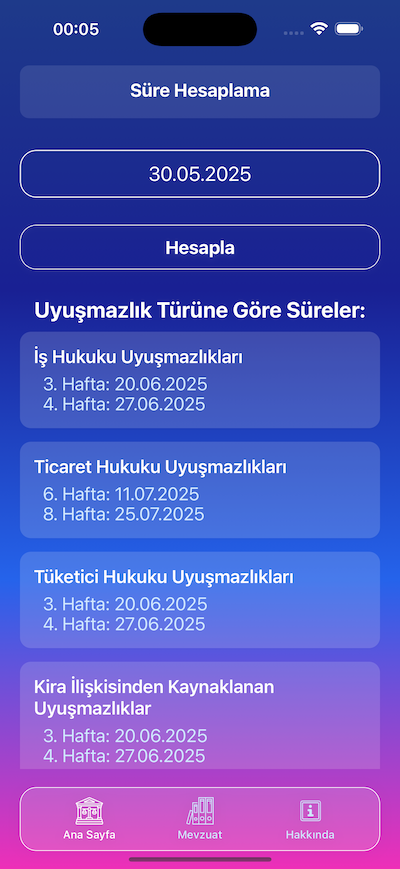 00:05
Süre Hesaplama
30.05.2025
Hesapla
Uyuşmazlık Türüne Göre Süreler:
İş Hukuku Uyuşmazlıkları
3. Hafta: 20.06.2025
4. Hafta: 27.06.2025
Ticaret Hukuku Uyuşmazlıkları
6. Hafta: 11.07.2025
8. Hafta: 25.07.2025
Tüketici Hukuku Uyuşmazlıkları
3. Hafta: 20.06.2025
4. Hafta: 27.06.2025
Kira İlişkisinden Kaynaklanan
Uyuşmazlıklar
3. Hafta: 20.06.2025
4. Hafta: 27.06.2025
Ana Sayfa Mevzuat Hakkında